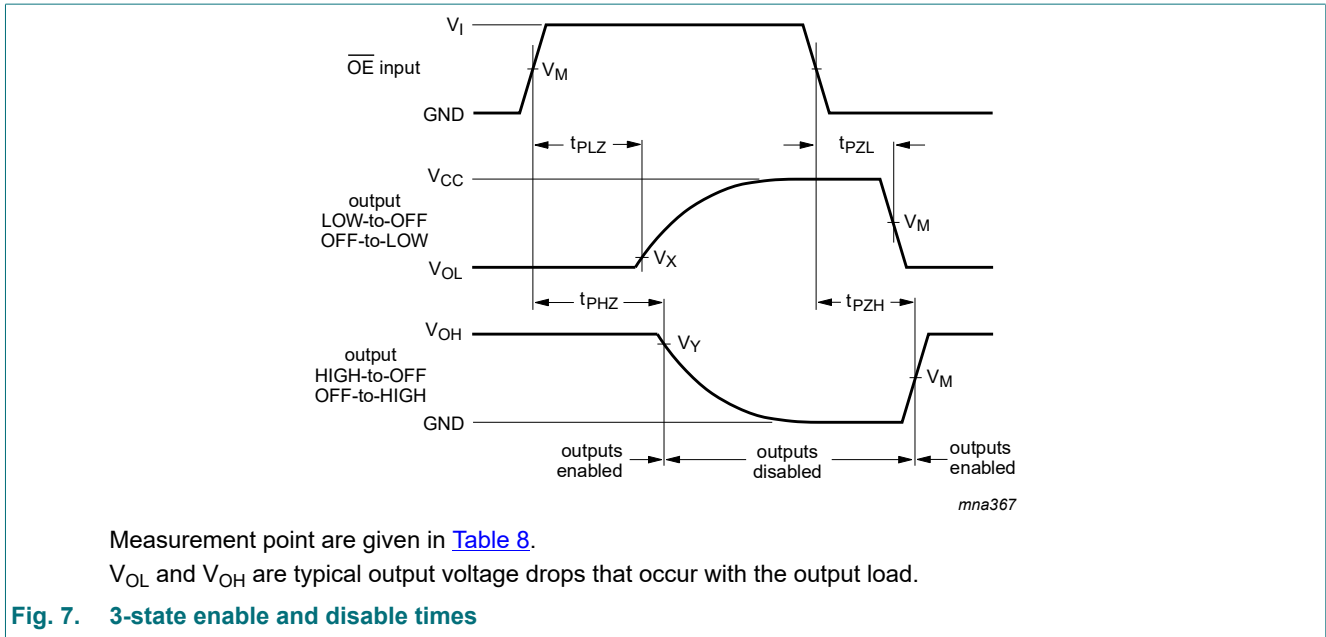 V_I
OE input
V_M
GND
t_PLZ
t_PZL
V_CC
output
LOW-to-OFF
OFF-to-LOW
V_M
V_X
V_OL
t_PHZ
t_PZH
V_OH
V_Y
output
HIGH-to-OFF
OFF-to-HIGH
V_M
GND
outputs
enabled
outputs
disabled
outputs
enabled
mna367
Measurement point are given in Table 8.
V_OL and V_OH are typical output voltage drops that occur with the output load.
Fig. 7. 3-state enable and disable times